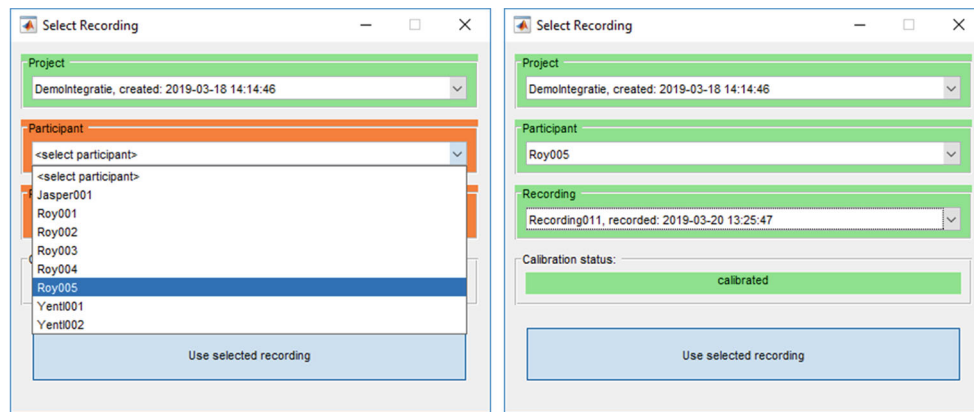 Select Recording
Project
DemoIntegratie, created: 2019-03-18 14:14:46
Participant
<select participant>
<select participant>
Jasper001
Roy001
Roy002
Roy003
Roy004
Roy005
Yentl001
Yentl002
Use selected recording
Select Recording
Project
DemoIntegratie, created: 2019-03-18 14:14:46
Participant
Roy005
Recording
Recording011, recorded: 2019-03-20 13:25:47
Calibration status:
calibrated
Use selected recording